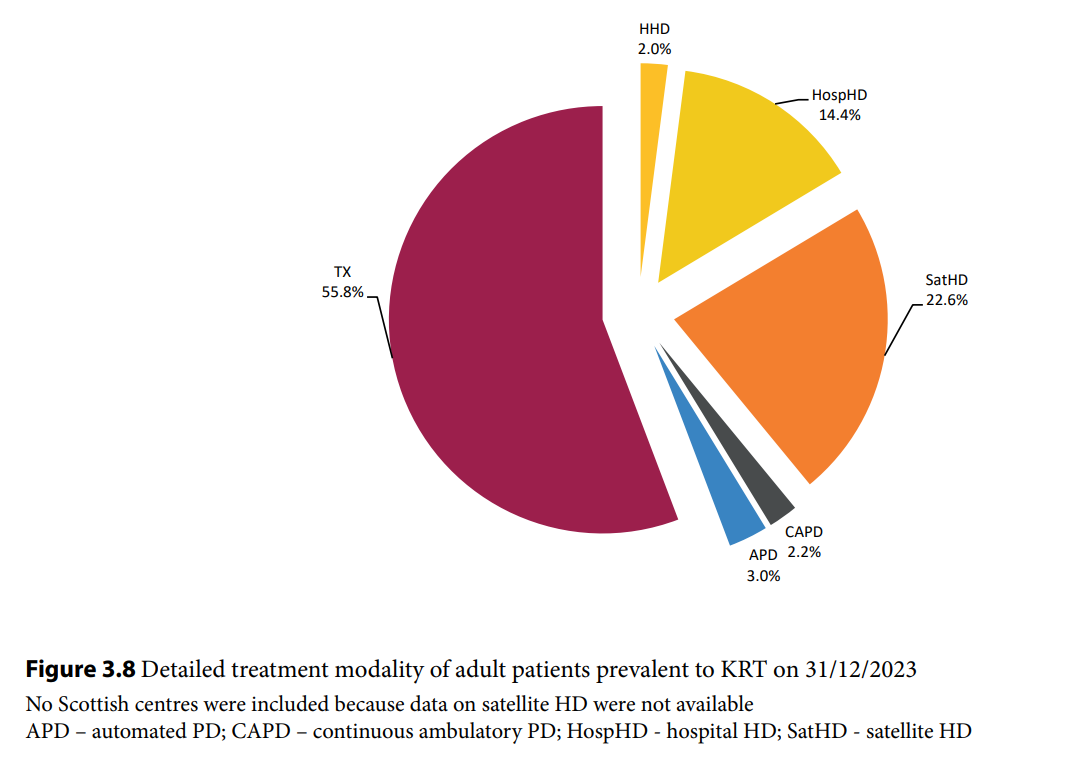 HHD
2.0%
HospHD
14.4%
TX
55.8%
SatHD
22.6%
CAPD
2.2%
APD
3.0%
Figure 3.8 Detailed treatment modality of adult patients prevalent to KRT on 31/12/2023
No Scottish centres were included because data on satellite HD were not available
APD – automated PD; CAPD – continuous ambulatory PD; HospHD - hospital HD; SatHD - satellite HD